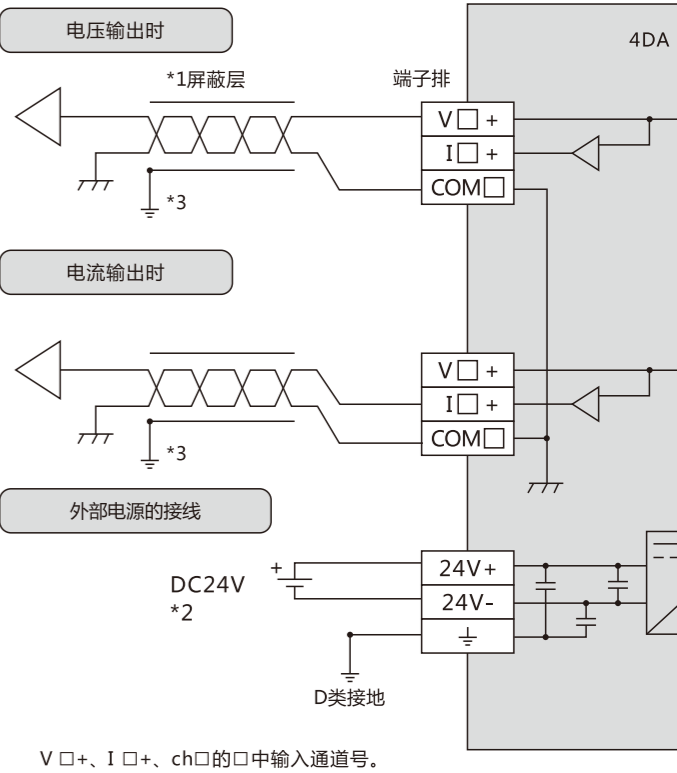 电压输出时
4DA
*1屏蔽层
端子排
V□+
I□+
COM□
*3
电流输出时
V□+
I□+
COM□
*3
外部电源的接线
+
DC24V
*2
24V+
24V-
D类接地
V □+、I □+、ch□的□中输入通道号。